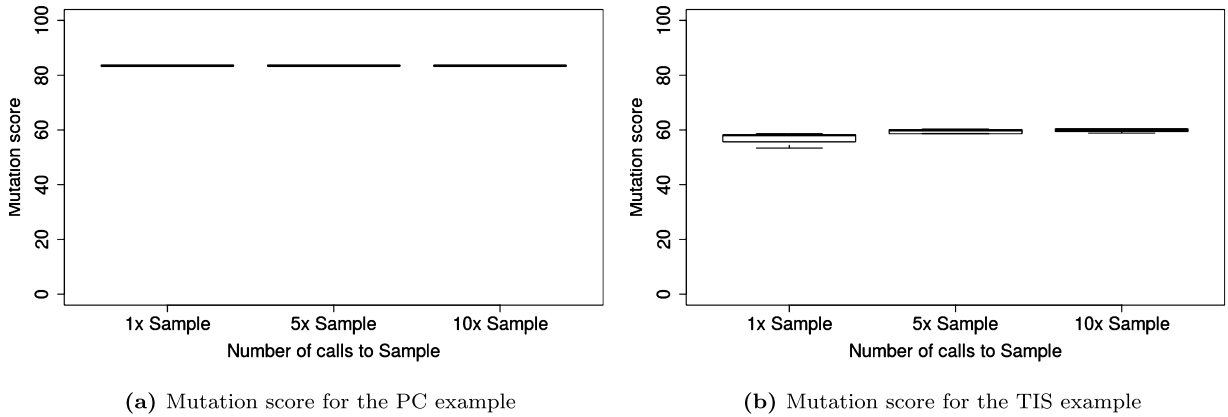 Mutation score
100
80
60
40
20
0
1x Sample 5x Sample 10x Sample
Number of calls to Sample
(a) Mutation score for the PC example
Mutation score
100
80
60
40
20
0
1x Sample 5x Sample 10x Sample
Number of calls to Sample
(b) Mutation score for the TIS example